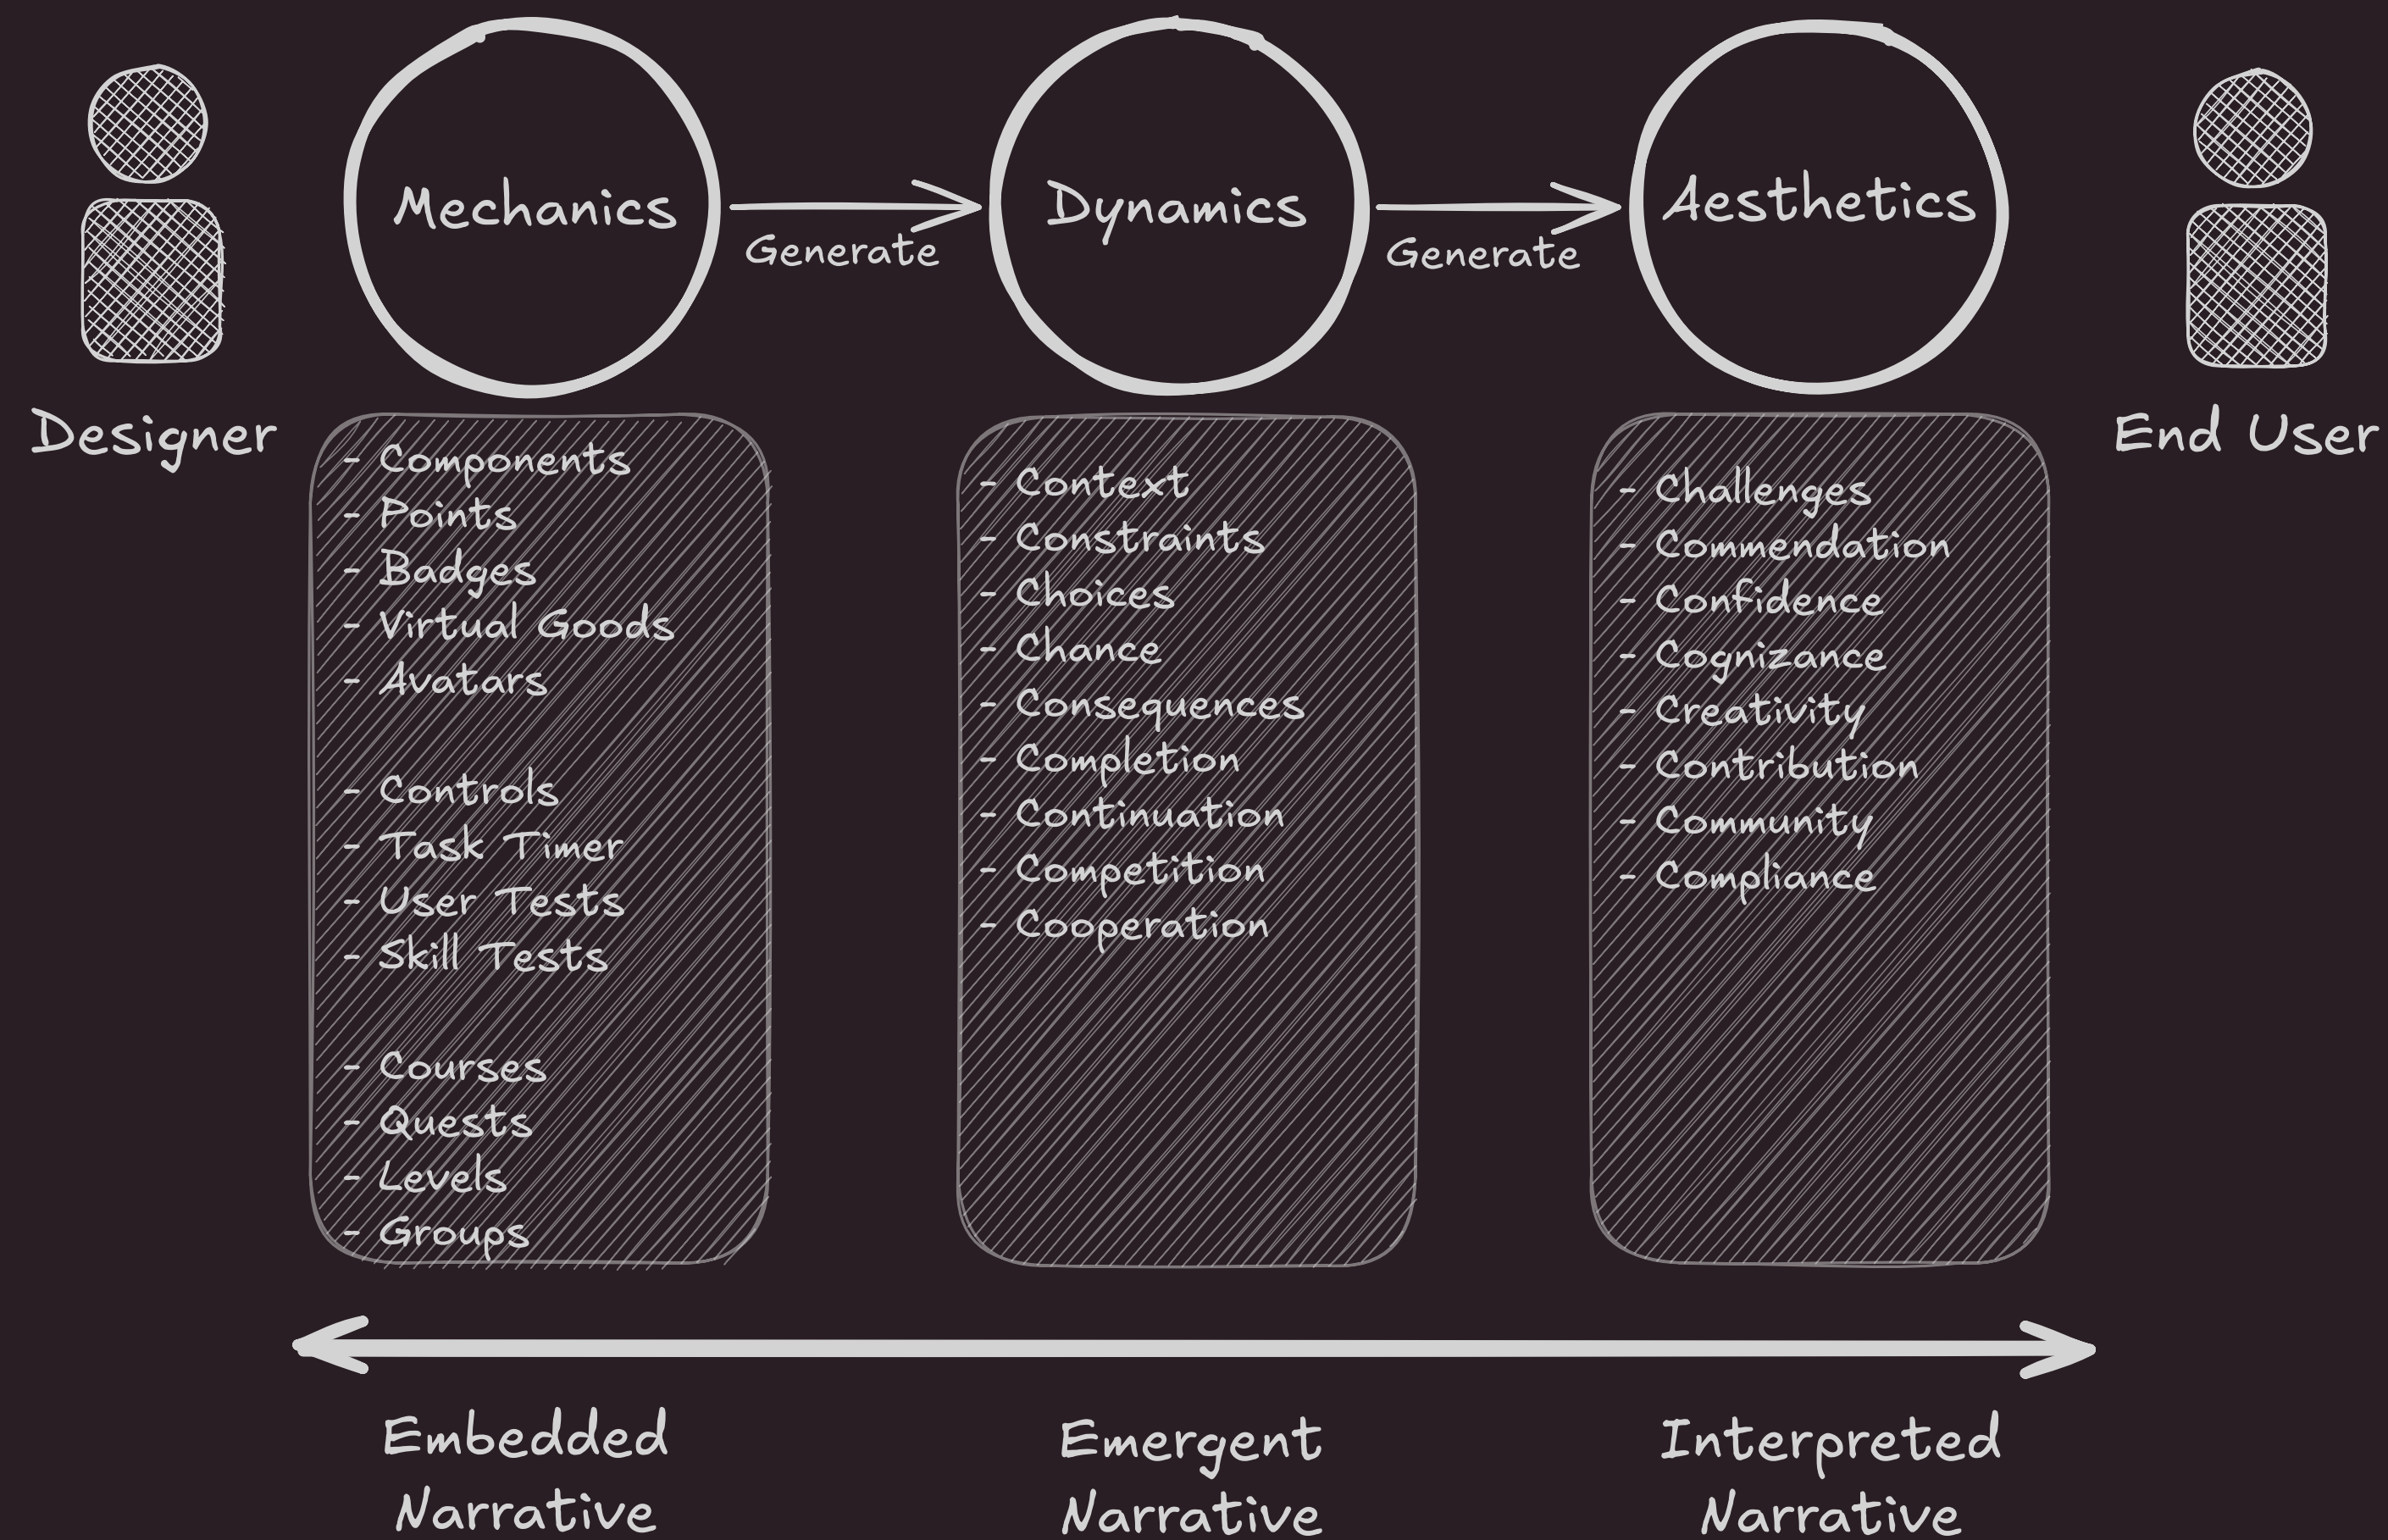 Designer
Mechanics
Generate
Dynamics
Generate
Aesthetics
End User
- Components
- Points
- Badges
- Virtual Goods
- Avatars
- Controls
- Task Timer
- User Tests
- Skill Tests
- Courses
- Quests
- Levels
- Groups
- Context
- Constraints
- Choices
- Chance
- Consequences
- Completion
- Continuation
- Competition
- Cooperation
- Challenges
- Commendation
- Confidence
- Cognizance
- Creativity
- Contribution
- Community
- Compliance
Embedded
Narrative
Emergent
Narrative
Interpreted
Narrative